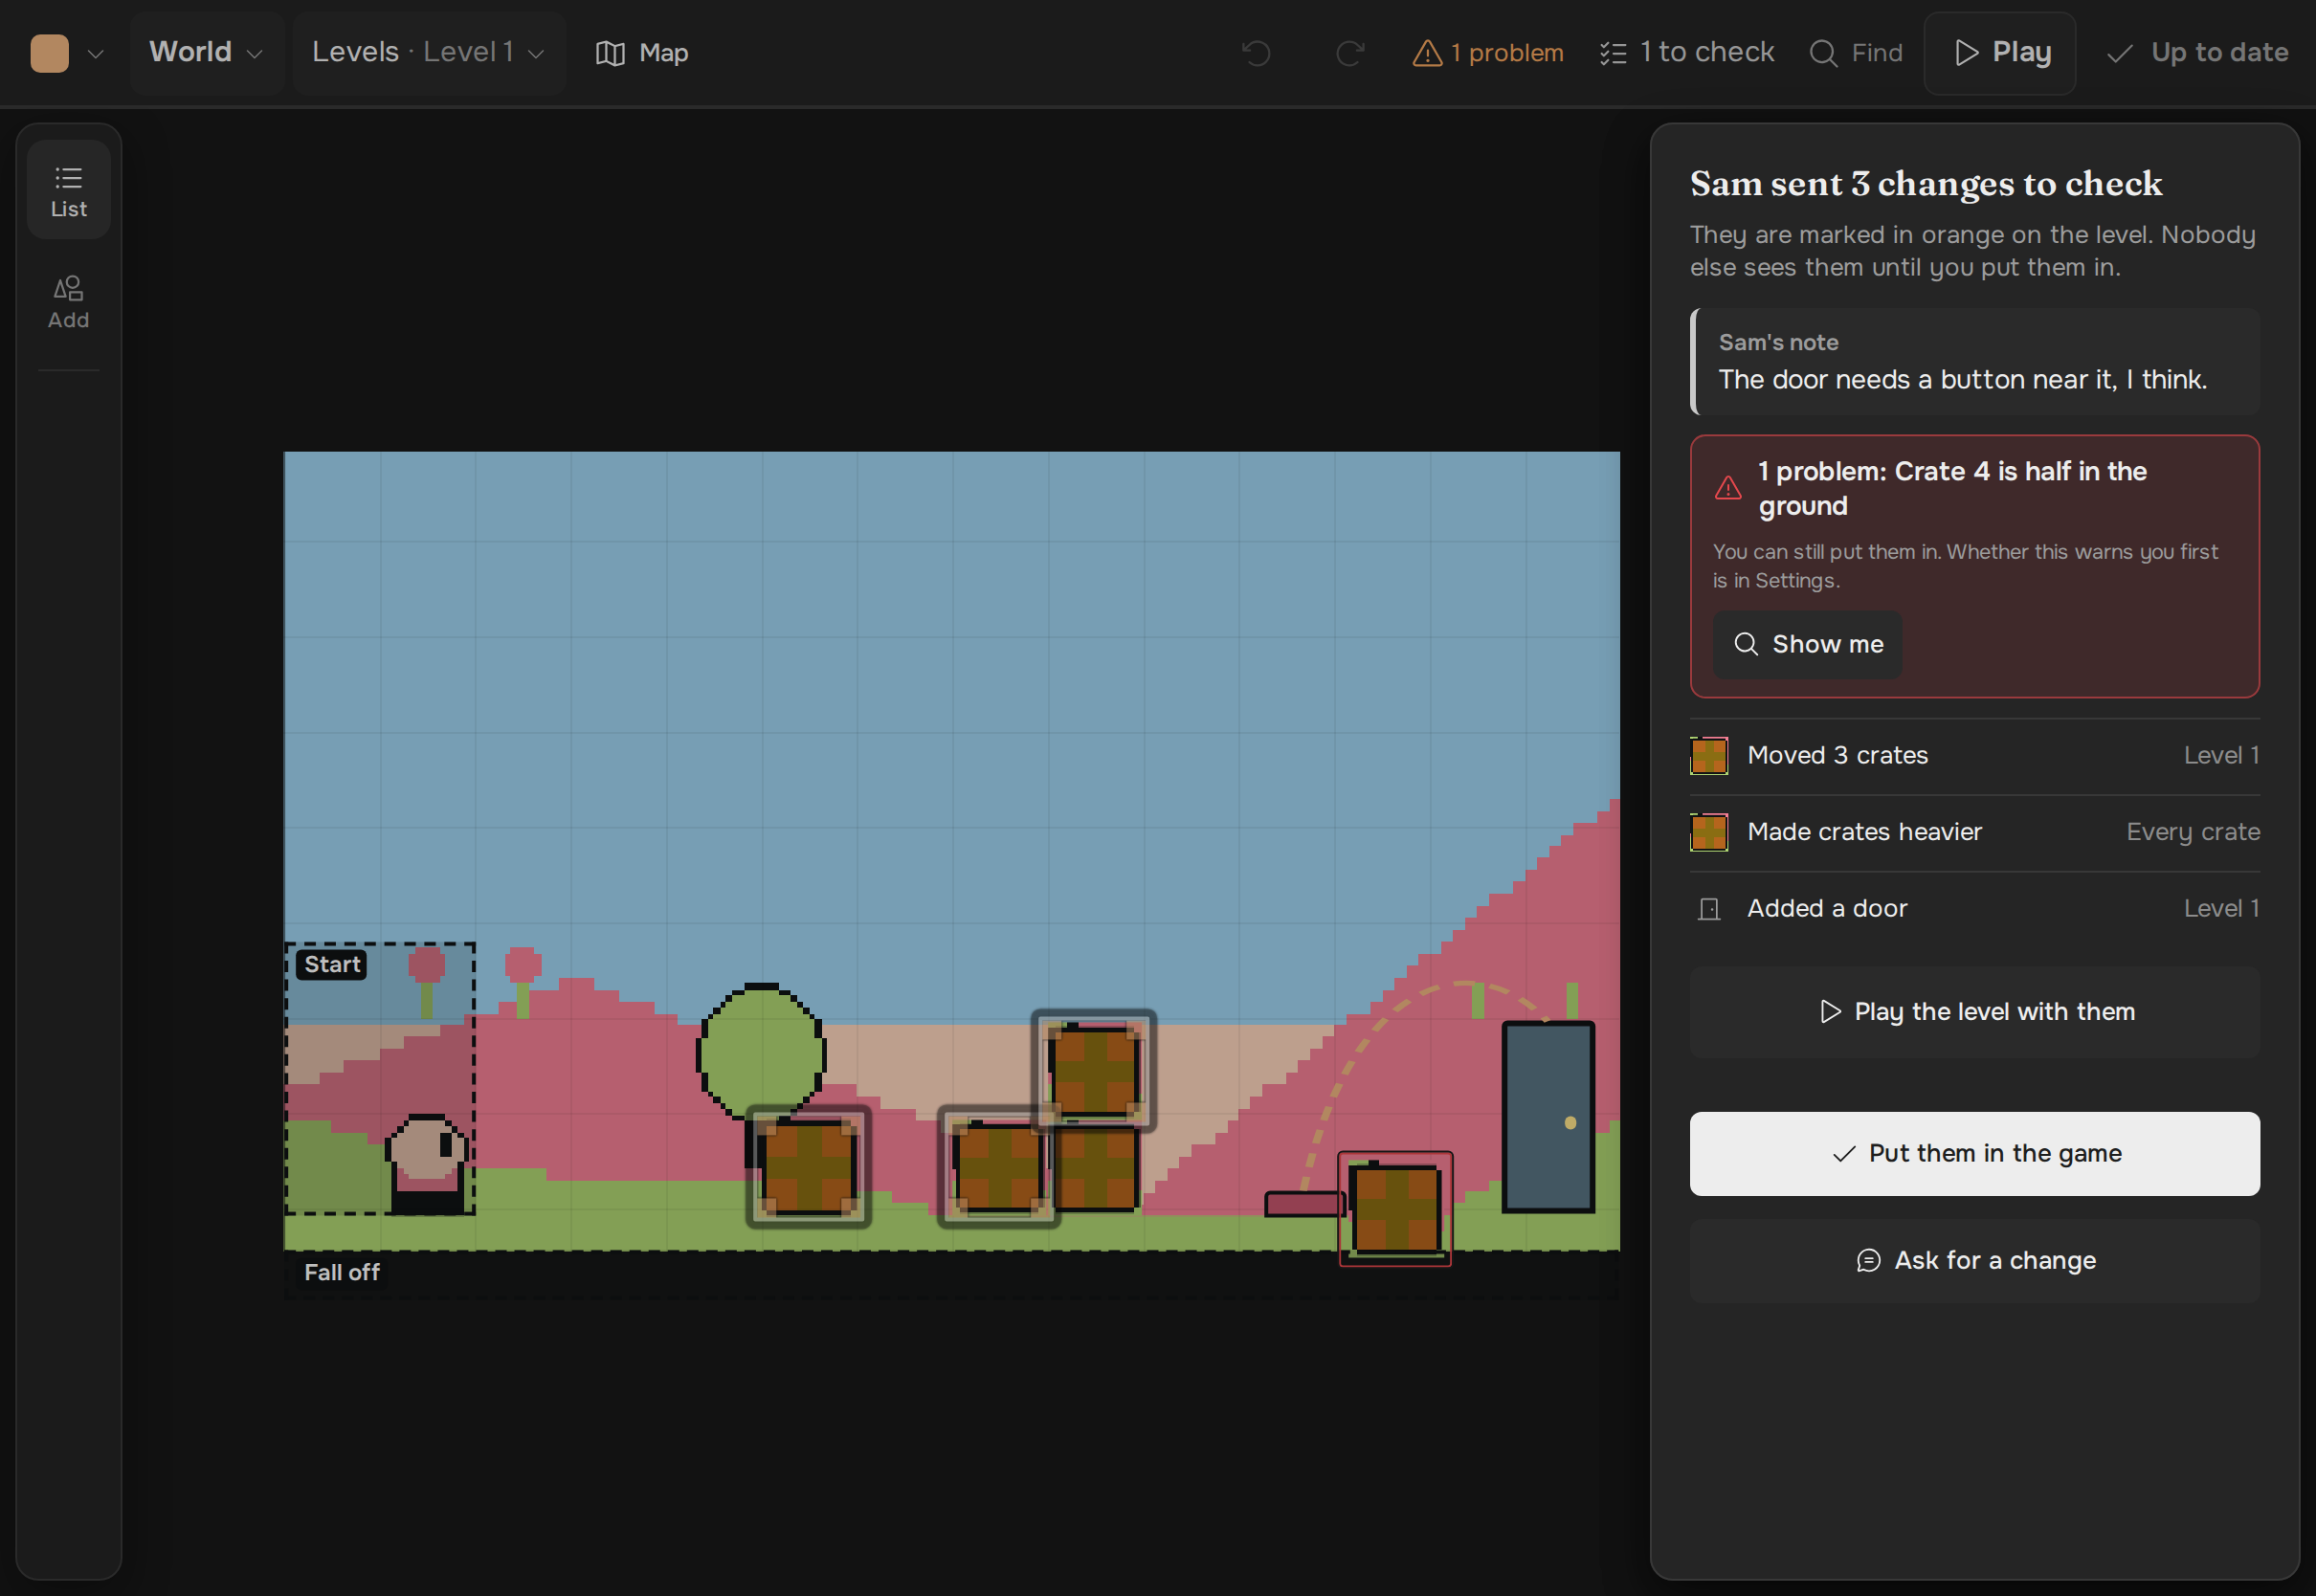 World
Levels · Level 1
Map
1 problem
1 to check
Find
Play
Up to date
List
Add
Start
Fall off
Sam sent 3 changes to check
They are marked in orange on the level. Nobody
else sees them until you put them in.
Sam's note
The door needs a button near it, I think.
1 problem: Crate 4 is half in the
ground
You can still put them in. Whether this warns you first
is in Settings.
Show me
Moved 3 crates
Level 1
Made crates heavier
Every crate
Added a door
Level 1
Play the level with them
Put them in the game
Ask for a change